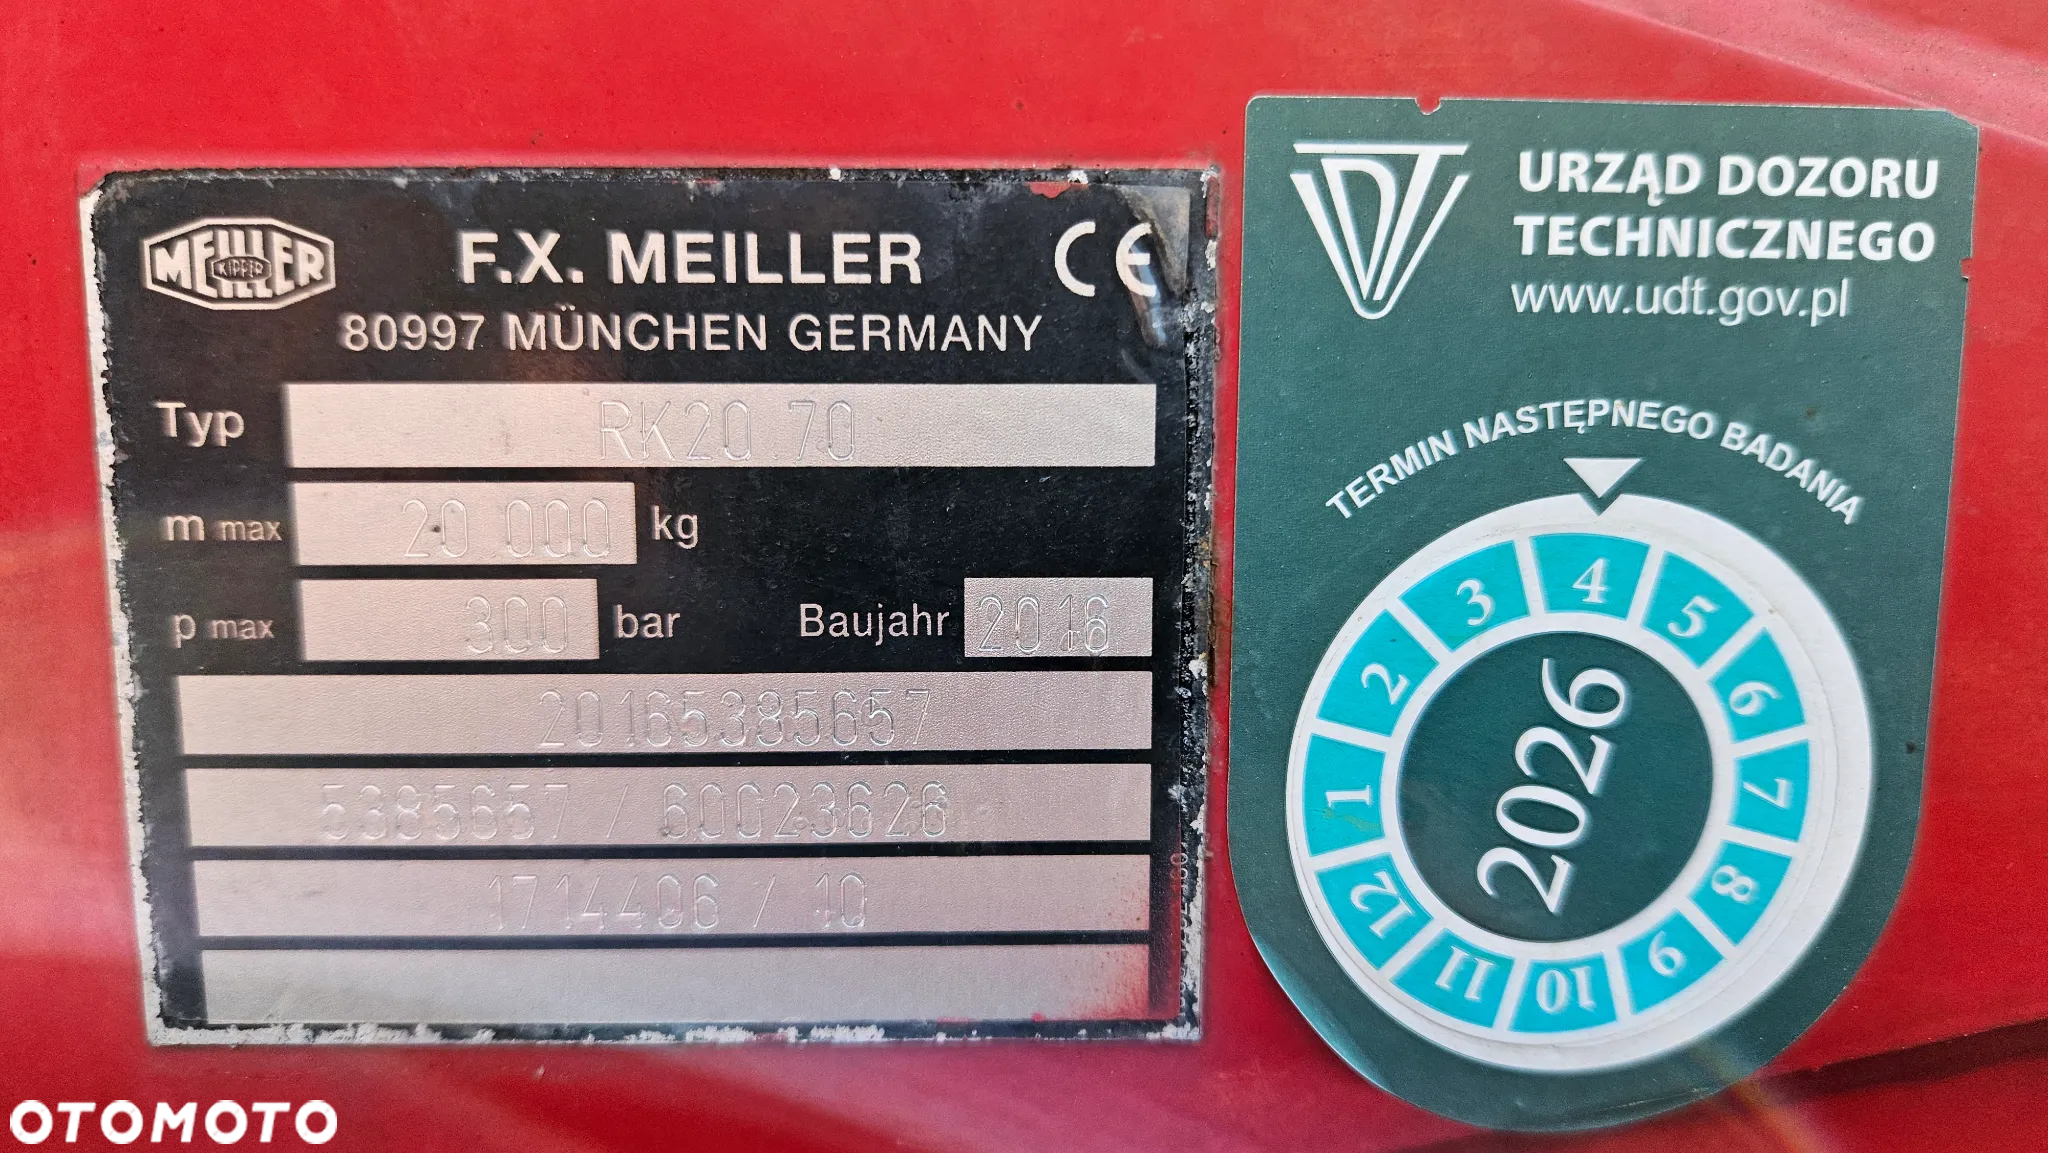 MEILLER
KIPPER
F.X. MEILLER
CE
80997 MÜNCHEN GERMANY
Typ RK20.70
m max 20.000 kg
p max 300 bar Baujahr 2016
20165385657
5385657 / 60023626
1714406 / 10
URZĄD DOZORU
TECHNICZNEGO
www.udt.gov.pl
TERMIN NASTĘPNEGO BADANIA
1 2 3 4 5 6 7 8 9 10 11 12
2026
OTOMOTO